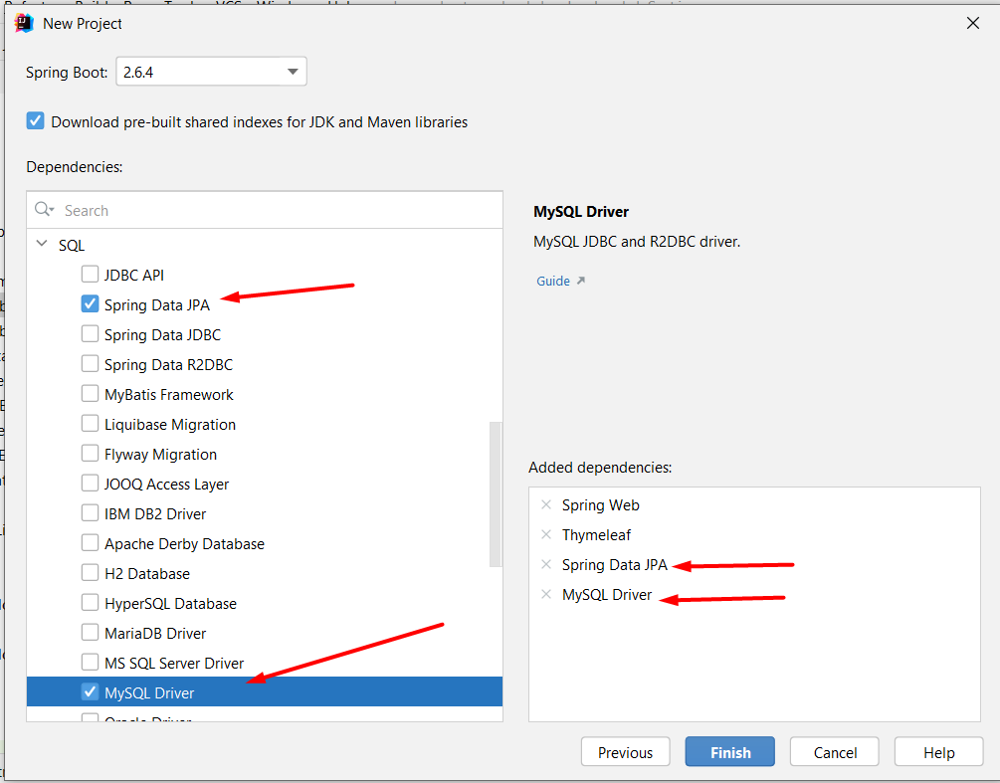 New Project
Spring Boot: 2.6.4
Download pre-built shared indexes for JDK and Maven libraries
Dependencies:
Search
SQL
JDBC API
Spring Data JPA
Spring Data JDBC
Spring Data R2DBC
MyBatis Framework
Liquibase Migration
Flyway Migration
JOOQ Access Layer
IBM DB2 Driver
Apache Derby Database
H2 Database
HyperSQL Database
MariaDB Driver
MS SQL Server Driver
MySQL Driver
Oracle Driver
MySQL Driver
MySQL JDBC and R2DBC driver.
Guide
Added dependencies:
Spring Web
Thymeleaf
Spring Data JPA
MySQL Driver
Previous
Finish
Cancel
Help